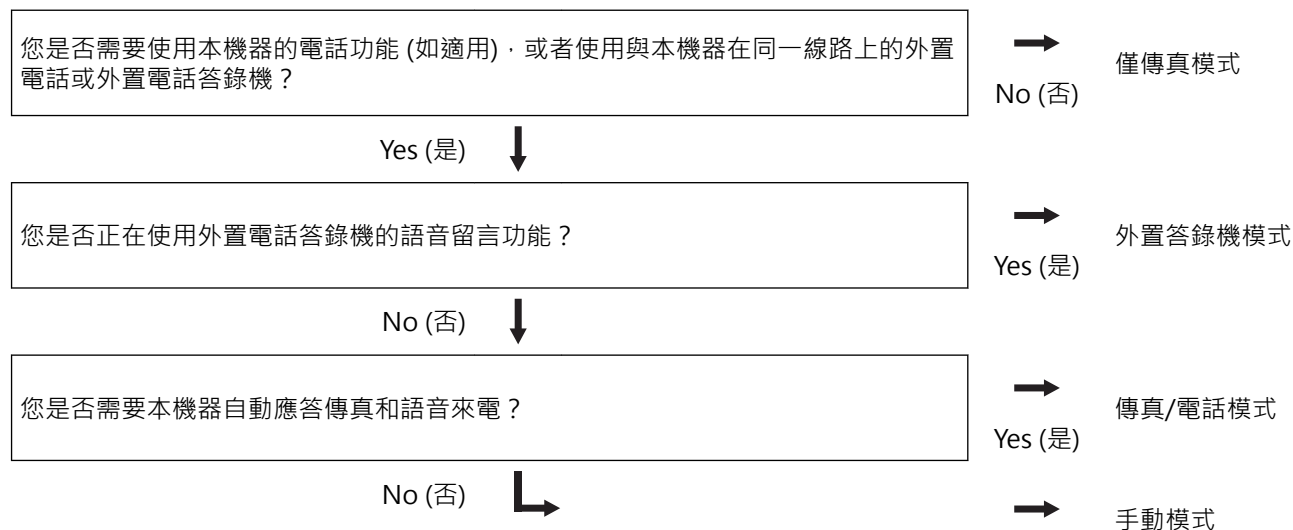 您是否需要使用本機器的電話功能 (如適用)，或者使用與本機器在同一線路上的外置
電話或外置電話答錄機？
No (否)
僅傳真模式
Yes (是)
您是否正在使用外置電話答錄機的語音留言功能？
Yes (是)
外置答錄機模式
No (否)
您是否需要本機器自動應答傳真和語音來電？
Yes (是)
傳真/電話模式
No (否)
手動模式